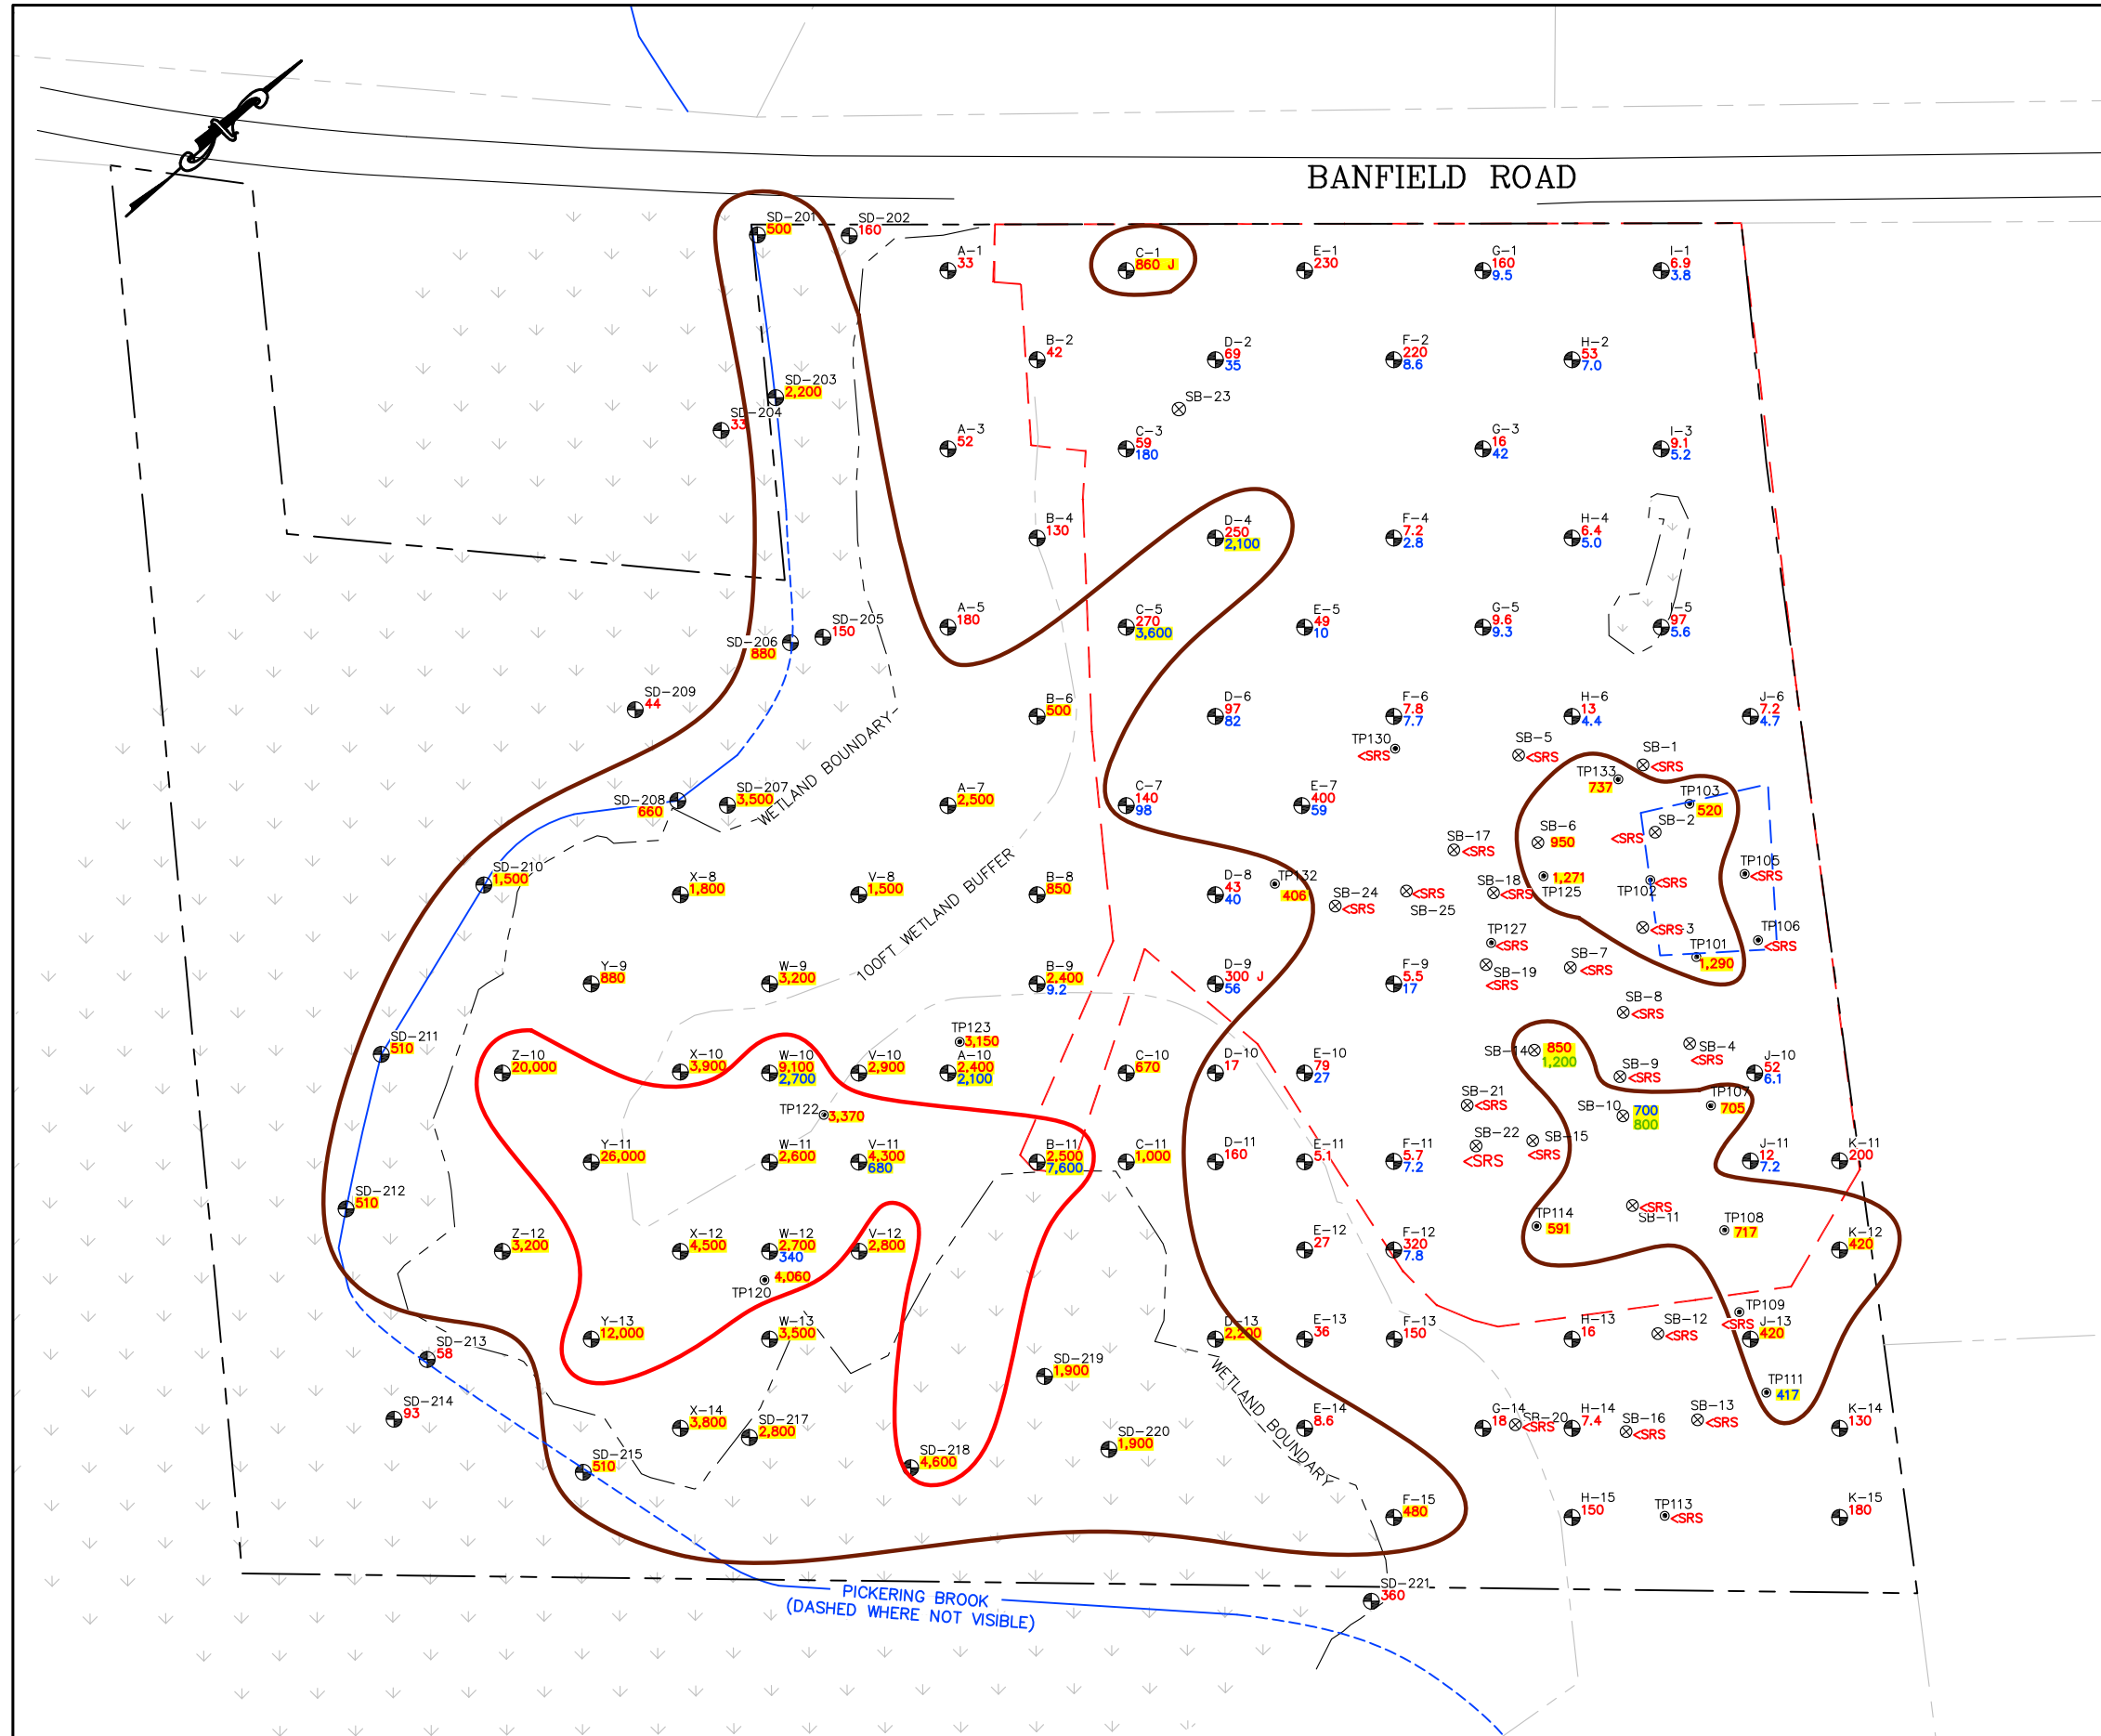 BANFIELD ROAD
SD-201
500
SD-202
160
A-1
33
C-1
860 J
E-1
230
G-1
160
9.5
I-1
6.9
3.8
B-2
42
D-2
69
35
F-2
220
8.6
H-2
53
7.0
SD-203
2,200
SD-204
33
SB-23
A-3
52
C-3
59
180
G-3
16
42
I-3
9.1
5.2
B-4
130
D-4
250
2,100
F-4
7.2
2.8
H-4
6.4
5.0
SD-205
150
SD-206
880
A-5
180
C-5
270
3,600
E-5
49
10
G-5
9.6
9.3
I-5
97
5.6
SD-209
44
B-6
500
D-6
97
82
F-6
7.8
7.7
H-6
13
4.4
J-6
7.2
4.7
TP130
<SRS
SB-5
<SRS
SB-1
<SRS
TP133
737
TP103
520
SD-208
660
SD-207
3,500
WETLAND BOUNDARY
A-7
2,500
C-7
140
98
E-7
400
59
SB-17
<SRS
SB-6
950
SB-2
<SRS
SD-210
1,500
X-8
1,800
V-8
1,500
B-8
850
D-8
43
40
TP132
406
SB-24
<SRS
<SRS
SB-25
SB-18
<SRS
1,271
TP125
TP102
<SRS
TP105
<SRS
100FT WETLAND BUFFER
TP127
<SRS
<SRS
-3
TP106
<SRS
Y-9
880
W-9
3,200
B-9
2,400
9.2
D-9
300 J
56
F-9
5.5
17
SB-19
<SRS
SB-7
<SRS
TP101
1,290
SB-8
<SRS
SD-211
510
TP123
3,150
Z-10
20,000
X-10
3,900
W-10
9,100
2,700
V-10
2,900
A-10
2,400
2,100
C-10
670
D-10
17
E-10
79
27
SB-14
850
1,200
SB-4
<SRS
SB-9
<SRS
J-10
52
6.1
TP122
3,370
SB-21
<SRS
SB-10
700
800
TP107
705
Y-11
26,000
W-11
2,600
V-11
4,300
680
B-11
2,500
7,600
C-11
1,000
D-11
160
E-11
5.1
F-11
5.7
7.2
SB-22
<SRS
SB-15
<SRS
J-11
12
7.2
K-11
200
SD-212
510
Z-12
3,200
X-12
4,500
W-12
2,700
340
V-12
2,800
E-12
27
F-12
320
7.8
TP114
591
<SRS
SB-11
TP108
717
K-12
420
4,060
TP120
Y-13
12,000
W-13
3,500
D-13
2,200
E-13
36
F-13
150
H-13
16
SB-12
<SRS
TP109
<SRS
J-13
420
SD-213
58
SD-219
1,900
WETLAND BOUNDARY
TP111
417
SD-214
93
X-14
3,800
SD-217
2,800
SD-220
1,900
E-14
8.6
G-14
18
SB-20
<SRS
H-14
7.4
SB-16
<SRS
SB-13
<SRS
K-14
130
SD-215
510
SD-218
4,600
F-15
480
H-15
150
TP113
<SRS
K-15
180
PICKERING BROOK
(DASHED WHERE NOT VISIBLE)
SD-221
360